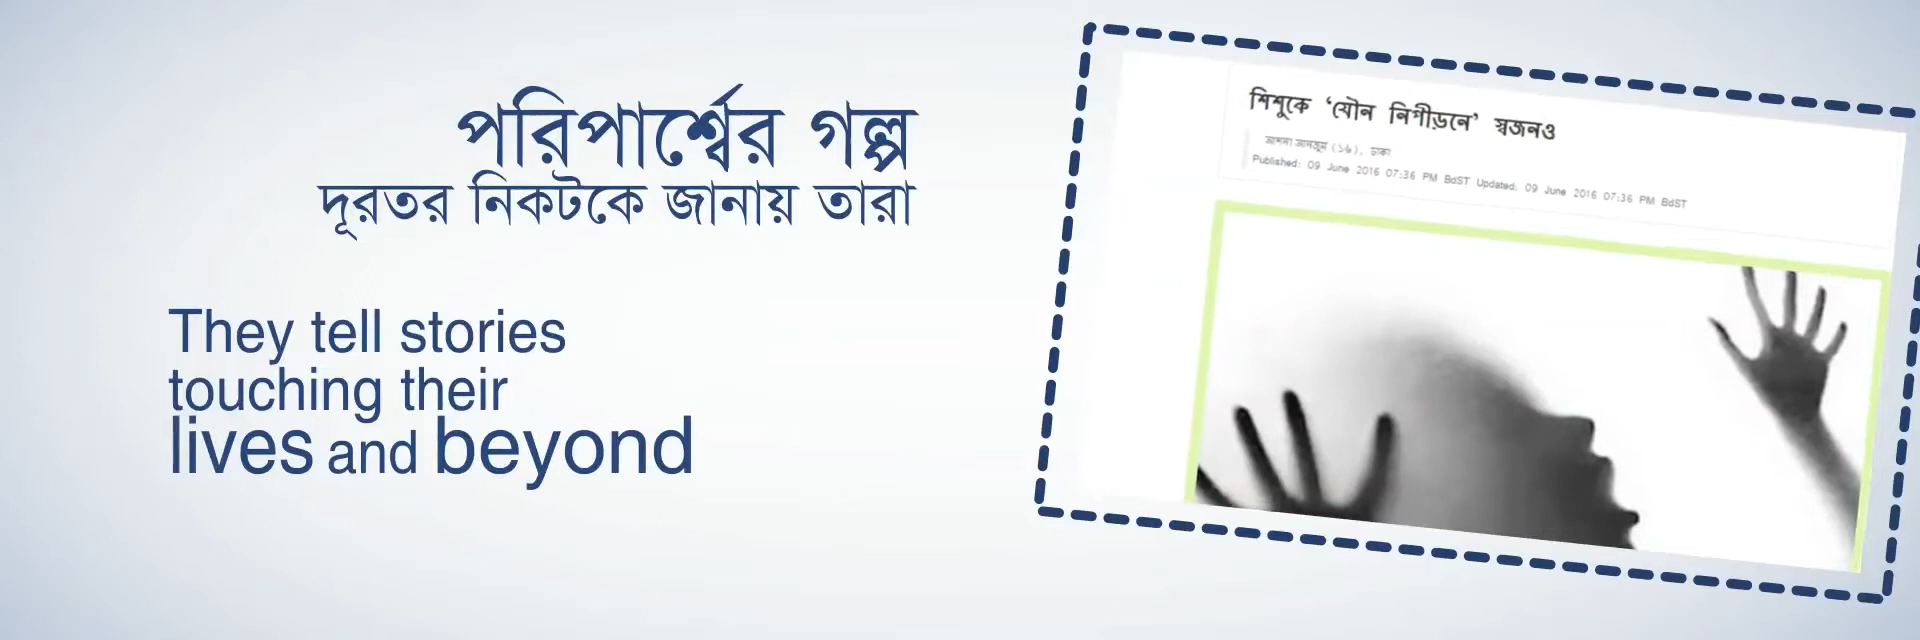 পরিপার্শ্বের গল্প
দূরতর নিকটকে জানায় তারা
They tell stories
touching their
lives and beyond
শিশুকে ‘যৌন নিপীড়নে’ স্বজনও
(১৬), ঢাকা
Published: 09 June 2016 07:36 PM BdST Updated: 09 June 2016 07:36 PM BdST